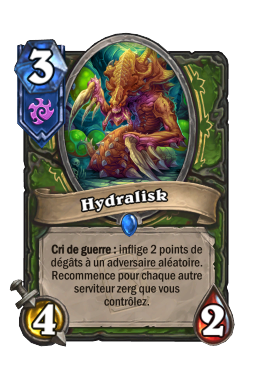 3
Hydralisk
Cri de guerre : inflige 2 points de
dégâts à un adversaire aléatoire.
Recommence pour chaque autre
serviteur zerg que vous
contrôlez.
4
2